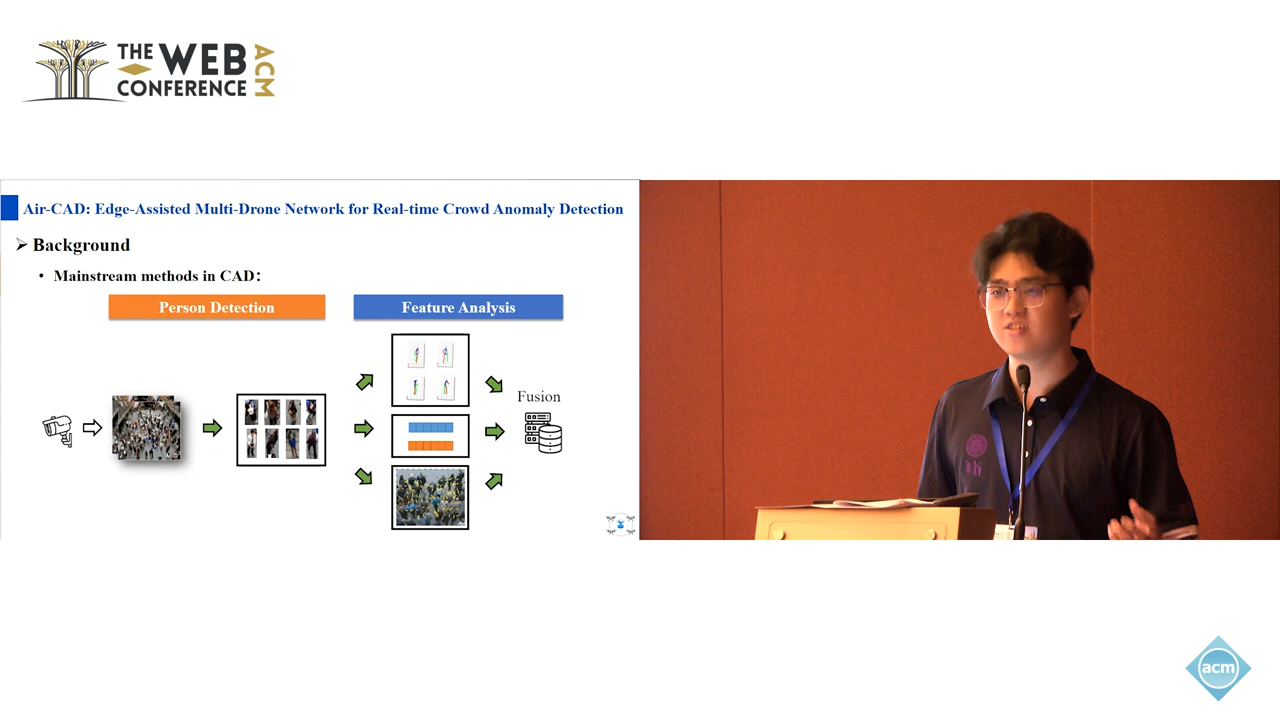 THE WEB
CONFERENCE
ACM
Air-CAD: Edge-Assisted Multi-Drone Network for Real-time Crowd Anomaly Detection
➢ Background
• Mainstream methods in CAD：
Person Detection
Feature Analysis
Fusion
acm